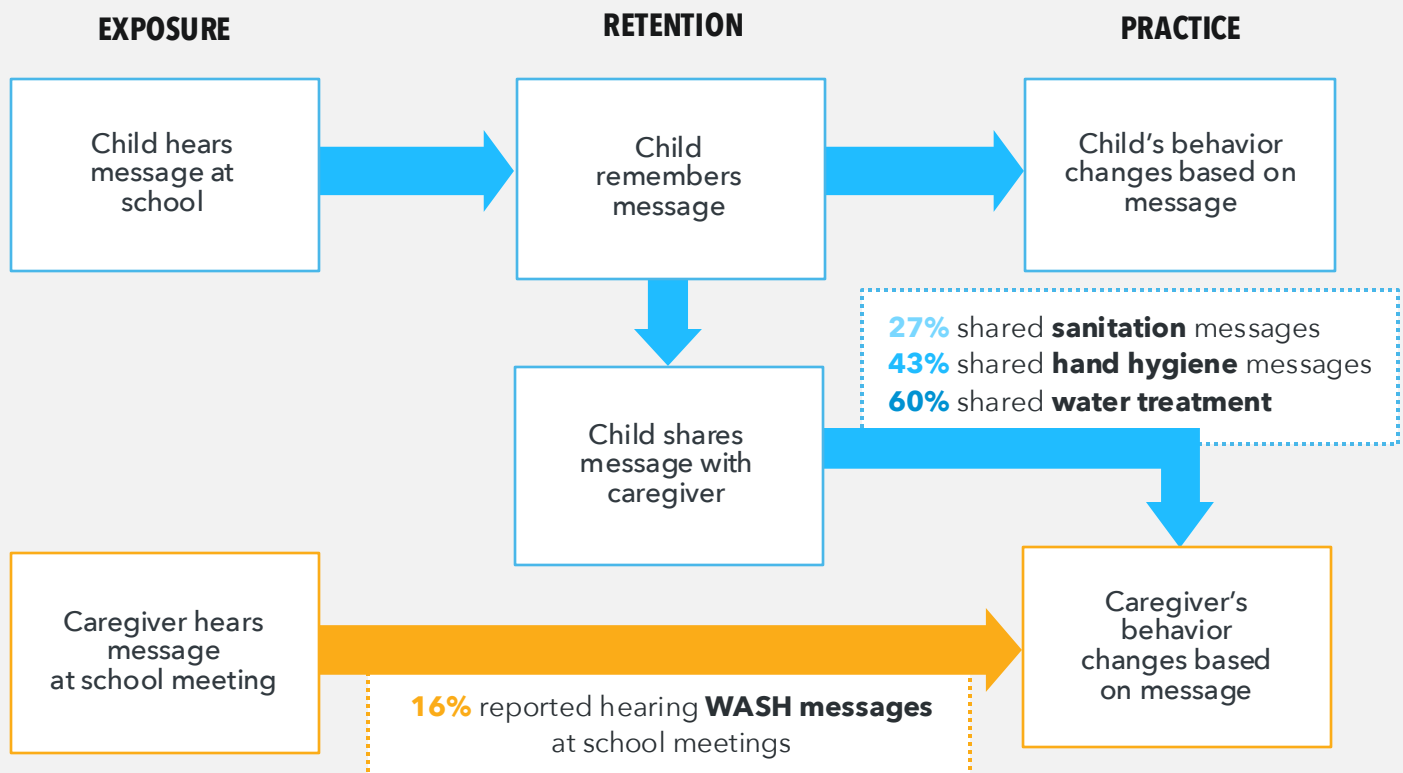 EXPOSURE
RETENTION
PRACTICE
Child hears
message at
school
Child
remembers
message
Child's behavior
changes based on
message
27% shared sanitation messages
43% shared hand hygiene messages
60% shared water treatment
Child shares
message with
caregiver
Caregiver hears
message
at school meeting
Caregiver's
behavior
changes based
on message
16% reported hearing WASH messages
at school meetings